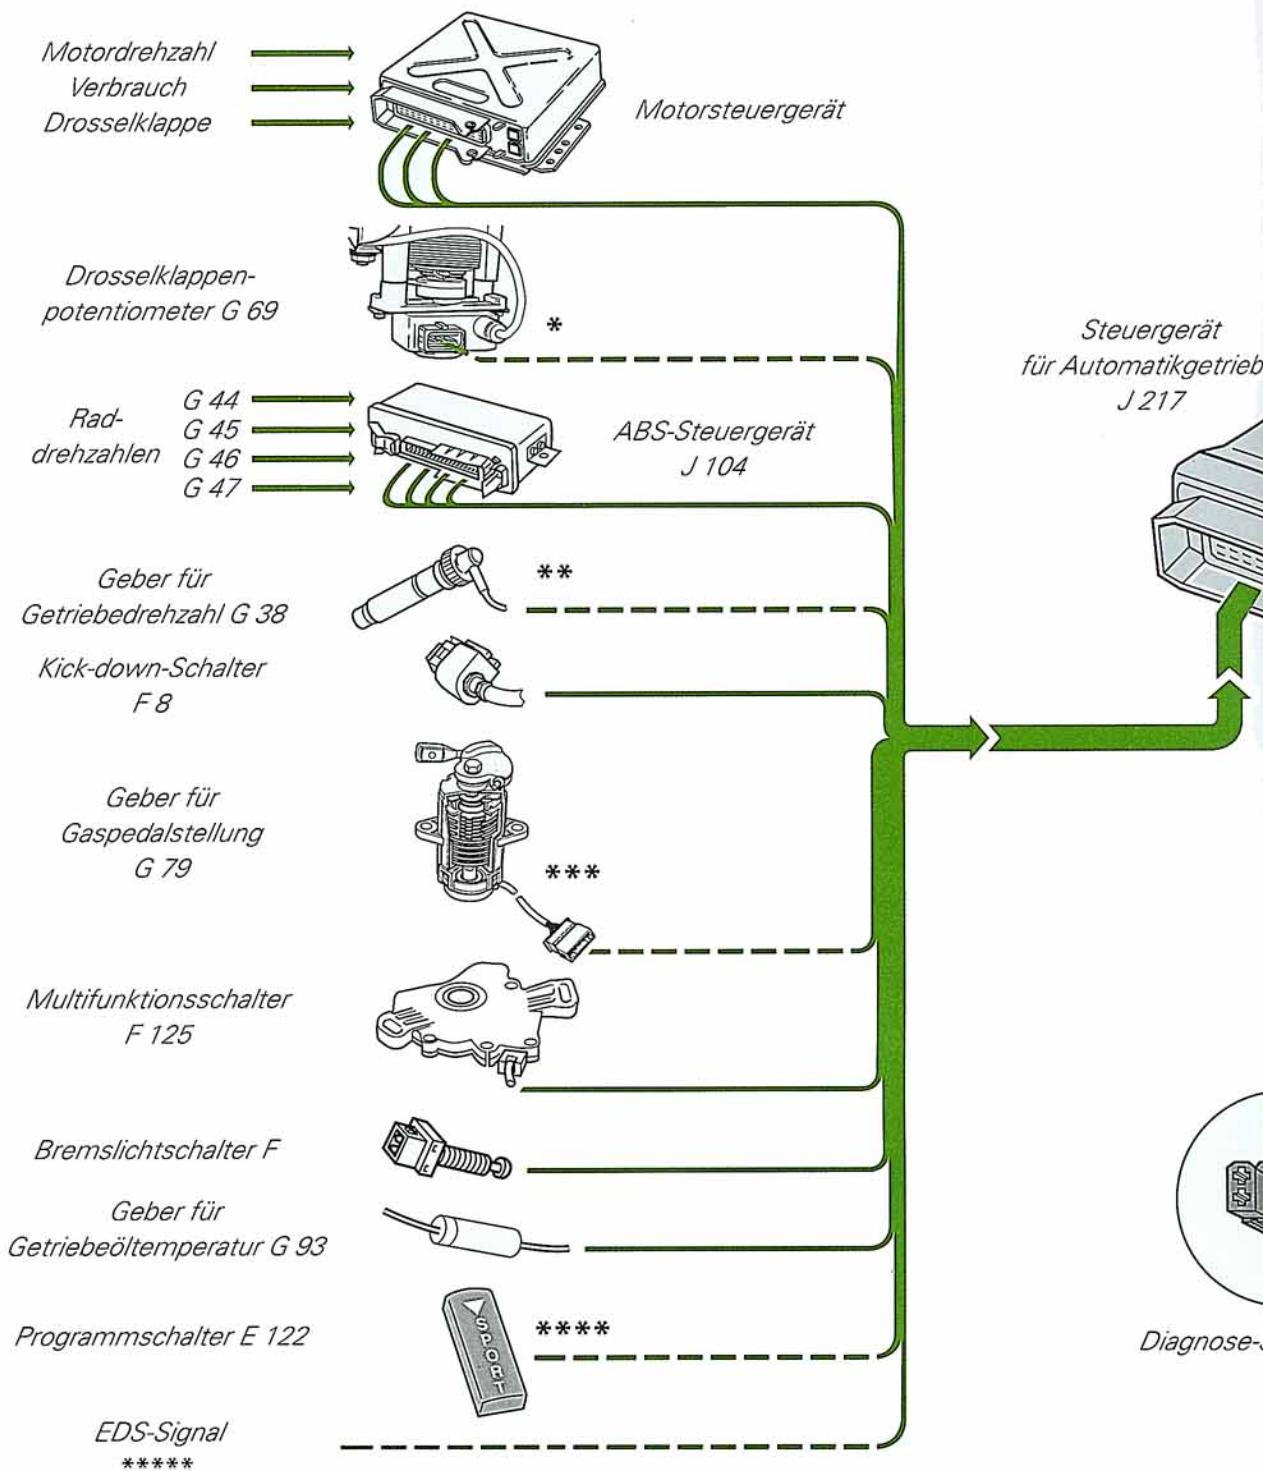 Motordrehzahl
Verbrauch
Drosselklappe
Motorsteuergerät
Drosselklappen-
potentiometer G 69
*
Steuergerät
für Automatikgetrieb
J 217
Rad-
drehzahlen
G 44
G 45
G 46
G 47
ABS-Steuergerät
J 104
Geber für
Getriebedrehzahl G 38
**
Kick-down-Schalter
F 8
Geber für
Gaspedalstellung
G 79
***
Multifunktionsschalter
F 125
Bremslichtschalter F
Geber für
Getriebeöltemperatur G 93
Programmschalter E 122
SPORT
****
Diagnose-
EDS-Signal
*****